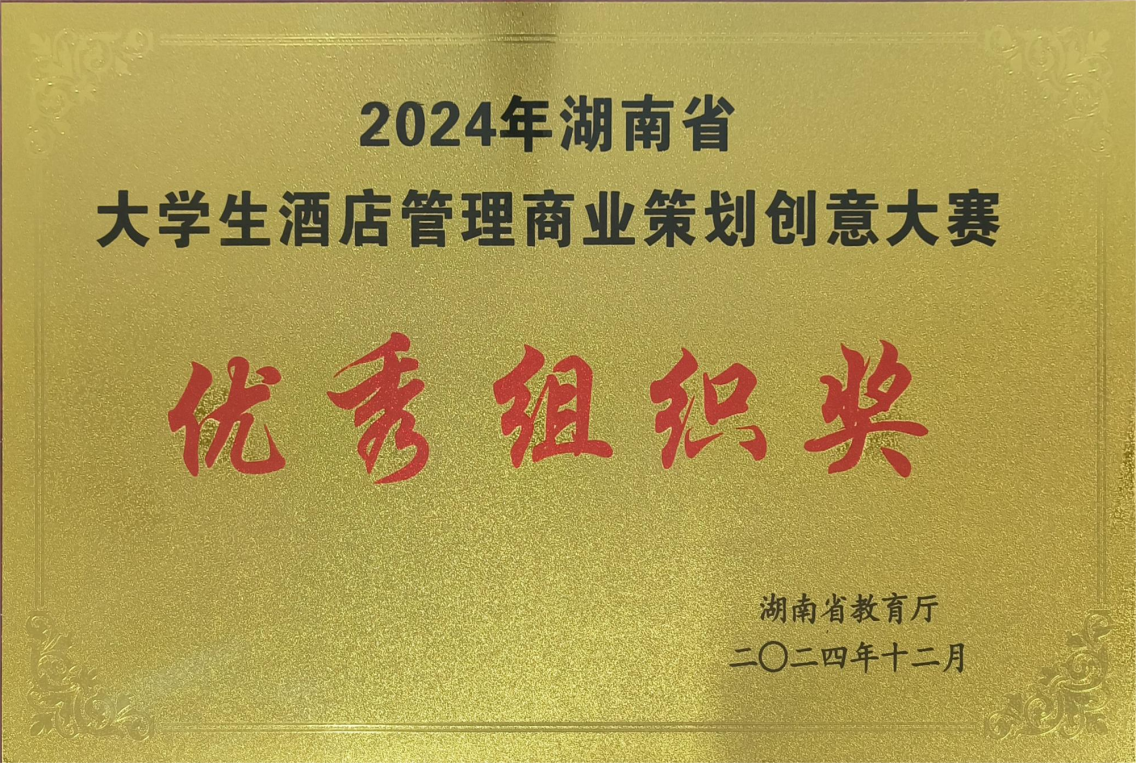 2024年湖南省
大学生酒店管理商业策划创意大赛
优秀组织奖
湖南省教育厅
二〇二四年十二月